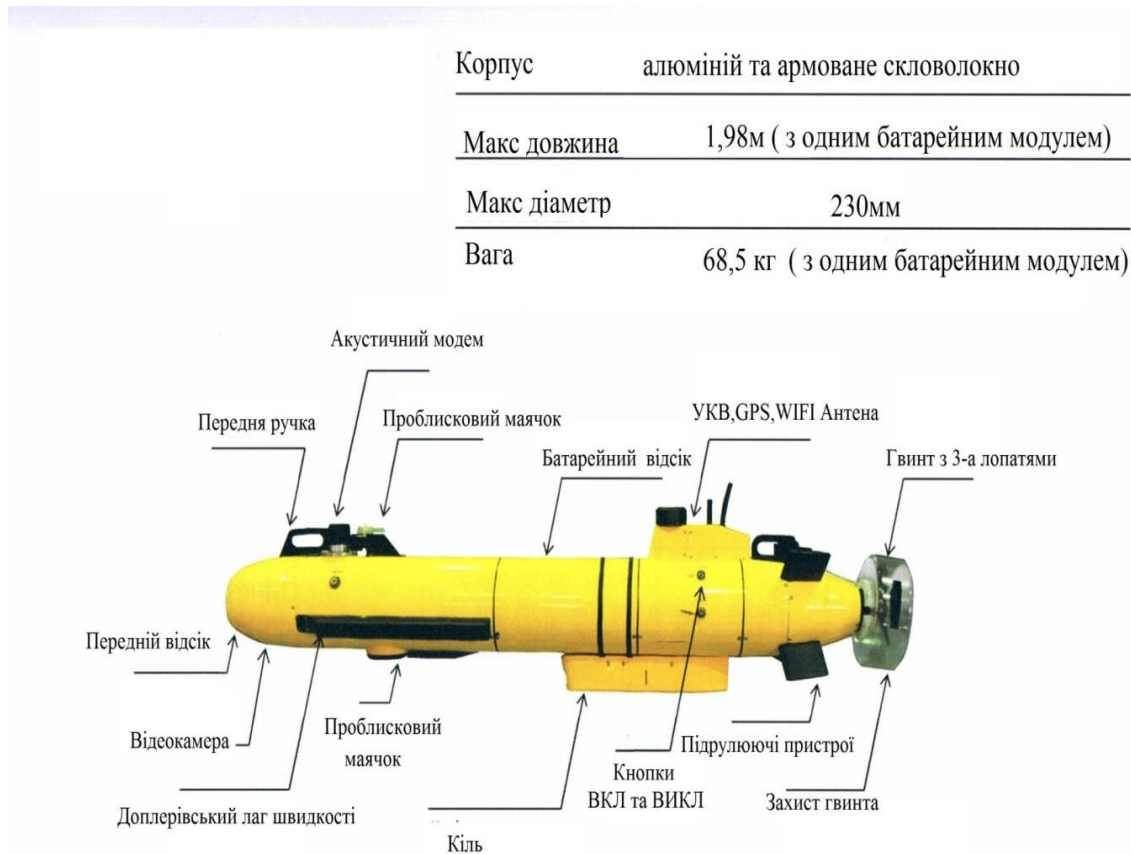 Корпус алюміній та армоване скловолокно
Макс довжина 1,98м ( з одним батарейним модулем)
Макс діаметр 230мм
Вага 68,5 кг ( з одним батарейним модулем)
Акустичний модем
Передня ручка
Проблисковий маячок
УКВ,GPS,WIFI Антена
Батарейний відсік
Гвинт з 3-а лопатями
Передній відсік
Відеокамера
Проблисковий
маячок
Підрулюючі пристрої
Кнопки
ВКЛ та ВИКЛ
Захист гвинта
Доплерівський лаг швидкості
Кіль